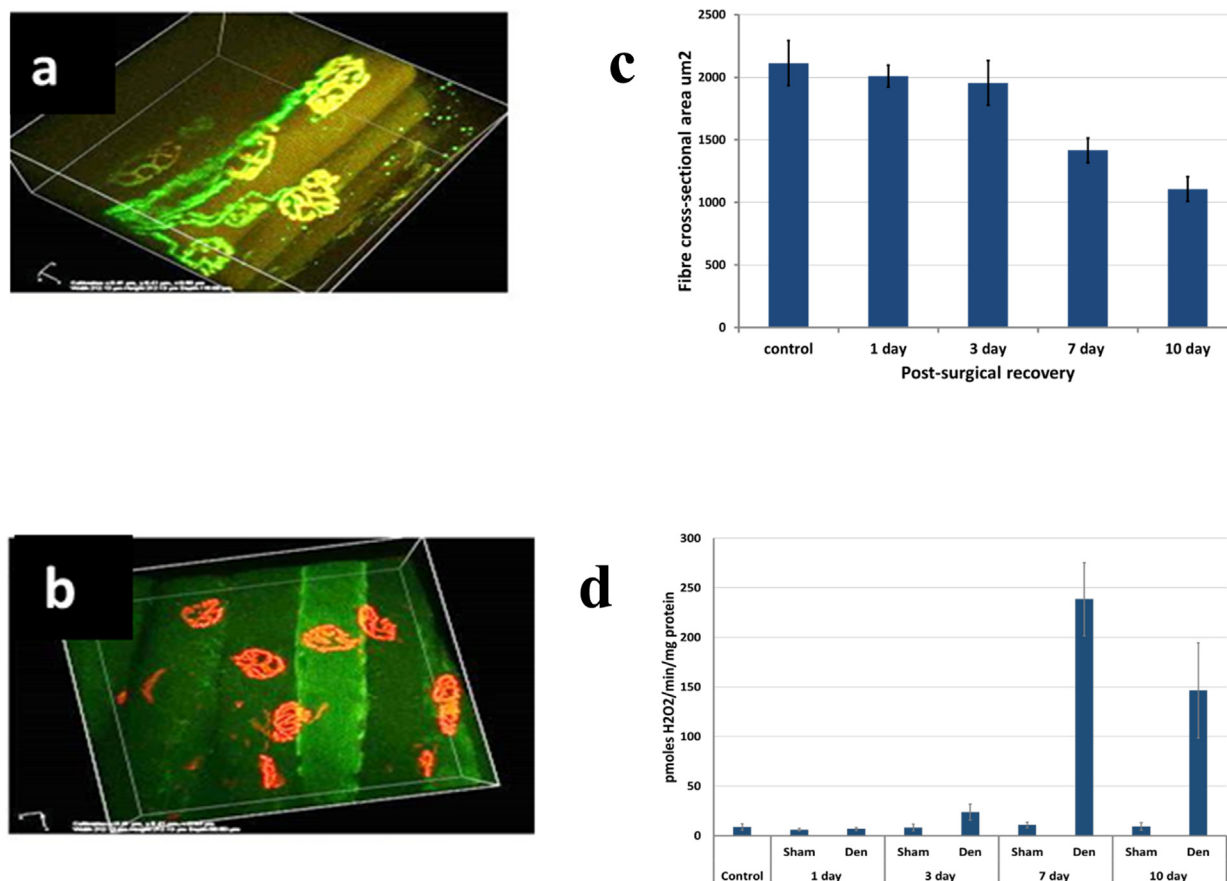 a
c
Fibre cross-sectional area um2
2500
2000
1500
1000
500
0
control 1 day 3 day 7 day 10 day
Post-surgical recovery
b
d
pmoles H2O2/min/mg protein
300
250
200
150
100
50
0
Sham Den Sham Den Sham Den Sham Den
Control 1 day 3 day 7 day 10 day